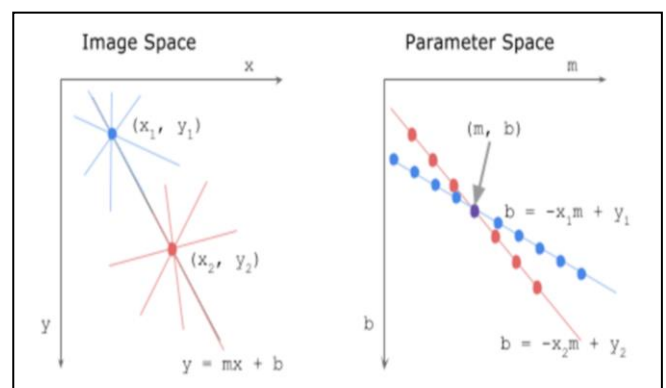 Image Space
x
(x₁, y₁)
(x₂, y₂)
y
y = mx + b
Parameter Space
m
(m, b)
b = -x₁m + y₁
b
b = -x₂m + y₂